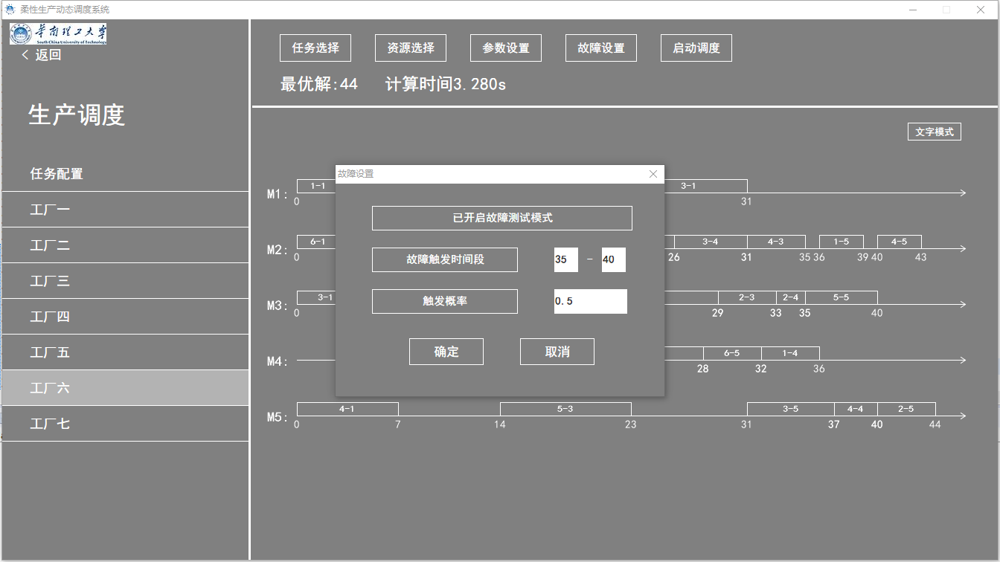 柔性生产动态调度系统
華南理工大學
South China University of Technology
返回
生产调度
任务配置
工厂一
工厂二
工厂三
工厂四
工厂五
工厂六
工厂七
任务选择 资源选择 参数设置 故障设置 启动调度
最优解:44 计算时间3.280s
文字模式
故障设置
已开启故障测试模式
故障触发时间段 35 - 40
触发概率 0.5
确定 取消
M1: 1-1 3-1
0 31
M2: 6-1 3-4 4-3 1-5 4-5
0 26 31 35 36 39 40 43
M3: 3-1 2-3 2-4 5-5
0 29 33 35 40
M4: 6-5 1-4
28 32 36
M5: 4-1 5-3 3-5 4-4 2-5
0 7 14 23 31 37 40 44